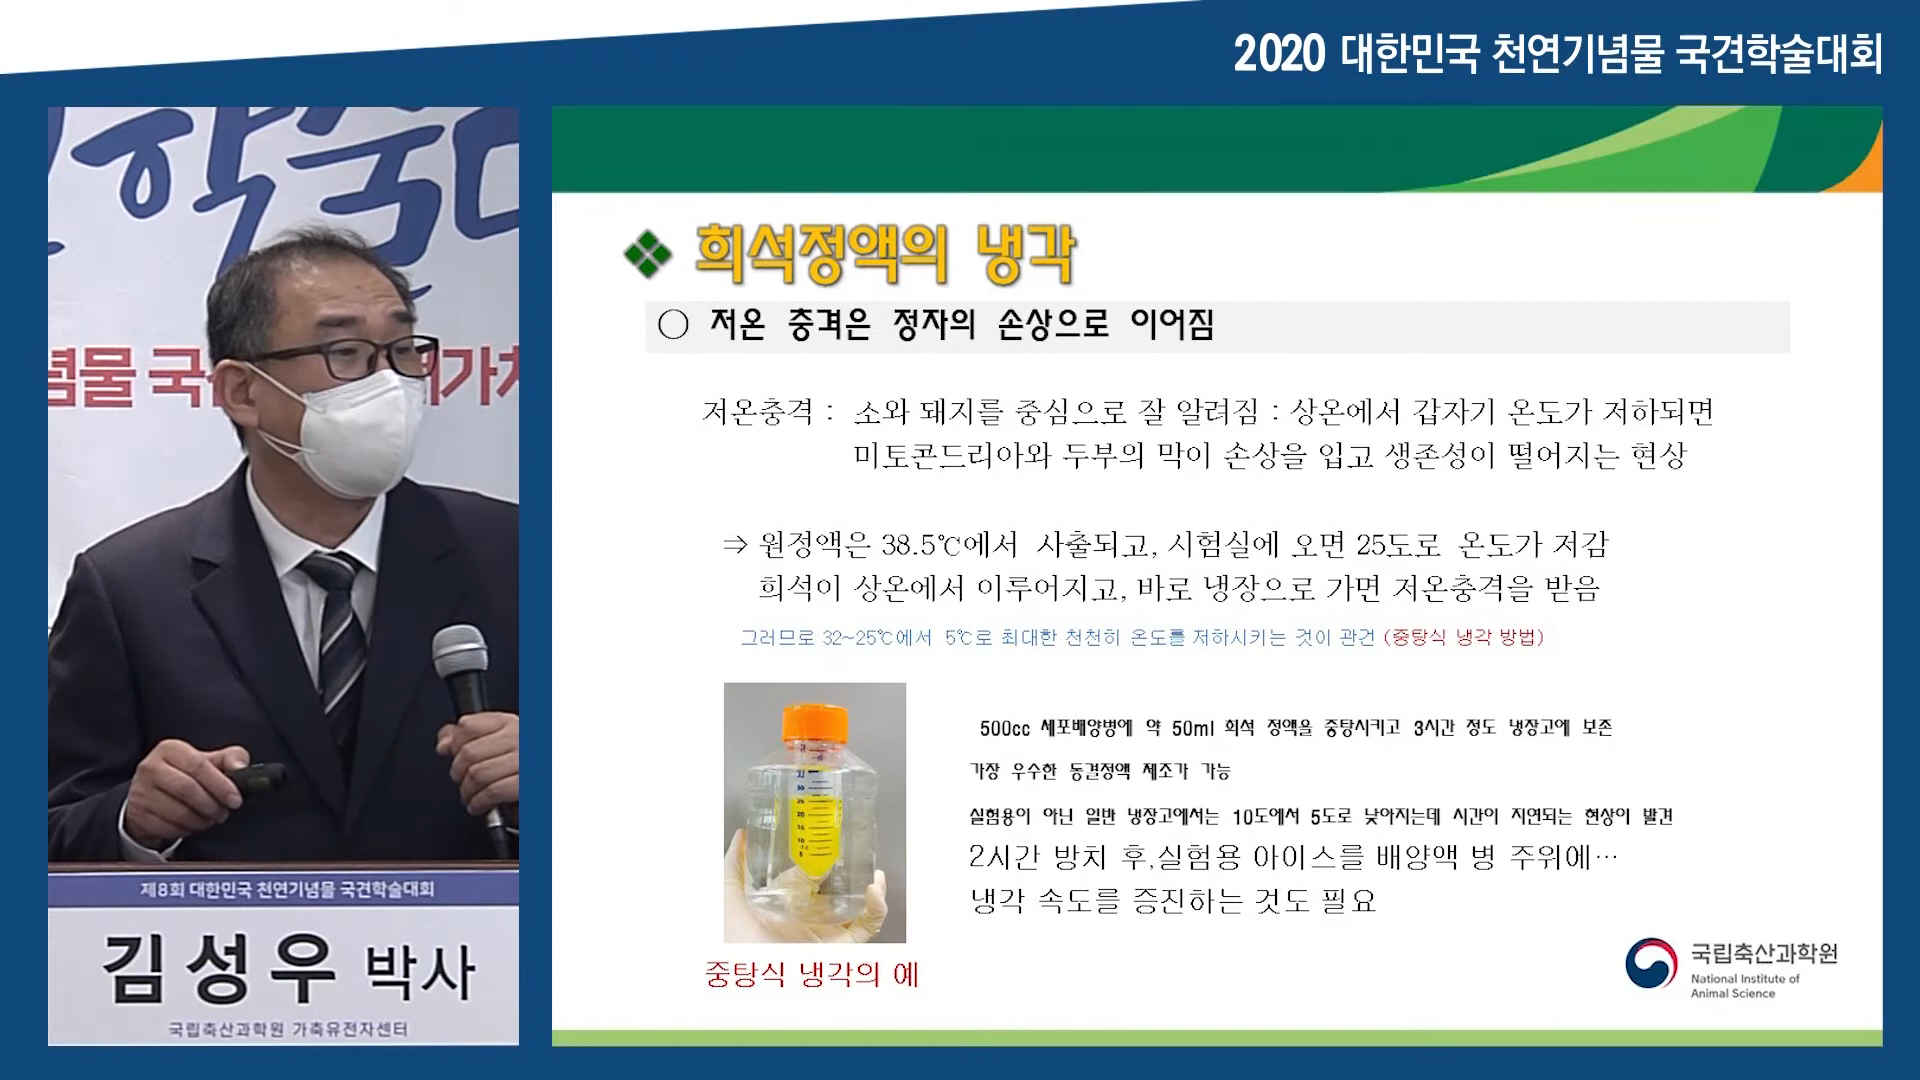 2020 대한민국 천연기념물 국견학술대회
학술대
념물 국
가치
제8회 대한민국 천연기념물 국견학술대회
김성우 박사
국립축산과학원 가축유전자센터
희석정액의 냉각
○ 저온 충격은 정자의 손상으로 이어짐
저온충격 : 소와 돼지를 중심으로 잘 알려짐 : 상온에서 갑자기 온도가 저하되면
미토콘드리아와 두부의 막이 손상을 입고 생존성이 떨어지는 현상
⇒ 원정액은 38.5℃에서 사출되고, 시험실에 오면 25도로 온도가 저감
희석이 상온에서 이루어지고, 바로 냉장으로 가면 저온충격을 받음
그러므로 32~25℃에서 5℃로 최대한 천천히 온도를 저하시키는 것이 관건 (중탕식 냉각 방법)
500cc 세포배양병에 약 50ml 희석 정액을 중탕시키고 3시간 정도 냉장고에 보존
가장 우수한 동결정액 제조가 가능
실험용이 아닌 일반 냉장고에서는 10도에서 5도로 낮아지는데 시간이 지연되는 현상이 발견
2시간 방치 후,실험용 아이스를 배양액 병 주위에…
냉각 속도를 증진하는 것도 필요
중탕식 냉각의 예
국립축산과학원
National Institute of
Animal Science